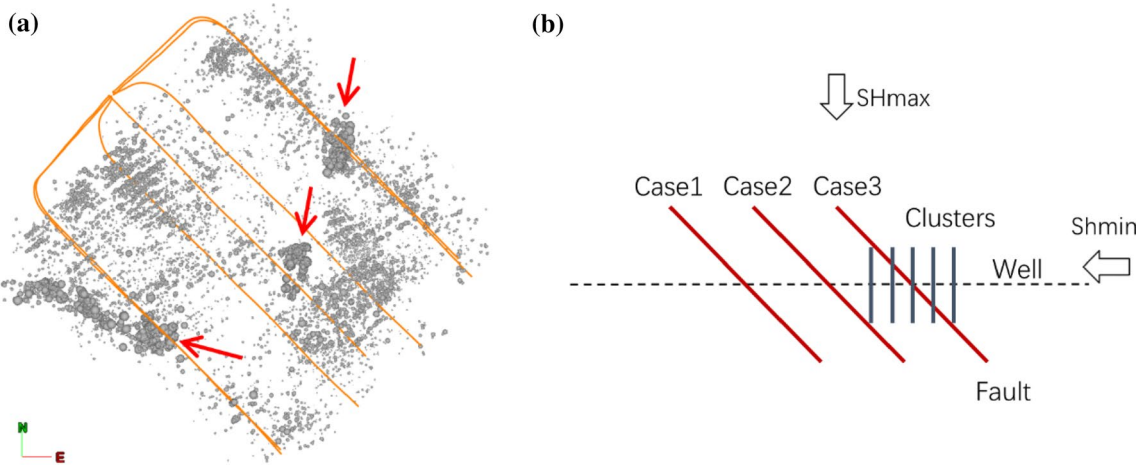 (a)
N
E
(b)
SHmax
Case1 Case2 Case3
Clusters
Shmin
Well
Fault